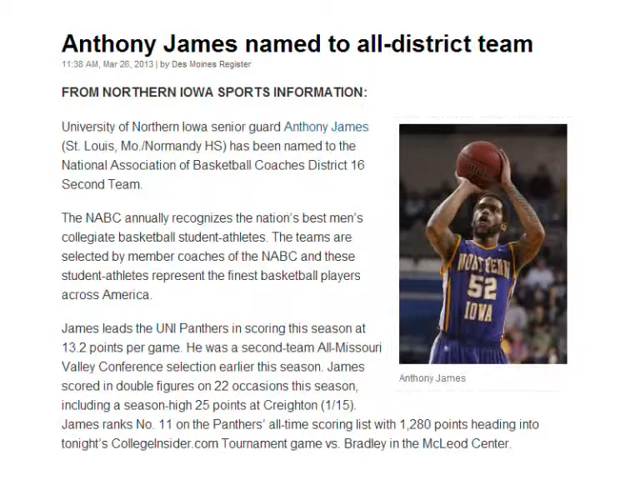 Anthony James named to all-district team
11:38 AM, Mar 26, 2013 | by Des Moines Register
FROM NORTHERN IOWA SPORTS INFORMATION:
University of Northern Iowa senior guard Anthony James
(St. Louis, Mo./Normandy HS) has been named to the
National Association of Basketball Coaches District 16
Second Team.
The NABC annually recognizes the nation's best men's
collegiate basketball student-athletes. The teams are
selected by member coaches of the NABC and these
student-athletes represent the finest basketball players
across America.
James leads the UNI Panthers in scoring this season at
13.2 points per game. He was a second-team All-Missouri
Valley Conference selection earlier this season. James
scored in double figures on 22 occasions this season,
including a season-high 25 points at Creighton (1/15).
James ranks No. 11 on the Panthers' all-time scoring list with 1,280 points heading into
tonight's CollegeInsider.com Tournament game vs. Bradley in the McLeod Center.
NORTHERN
52
IOWA
Anthony James